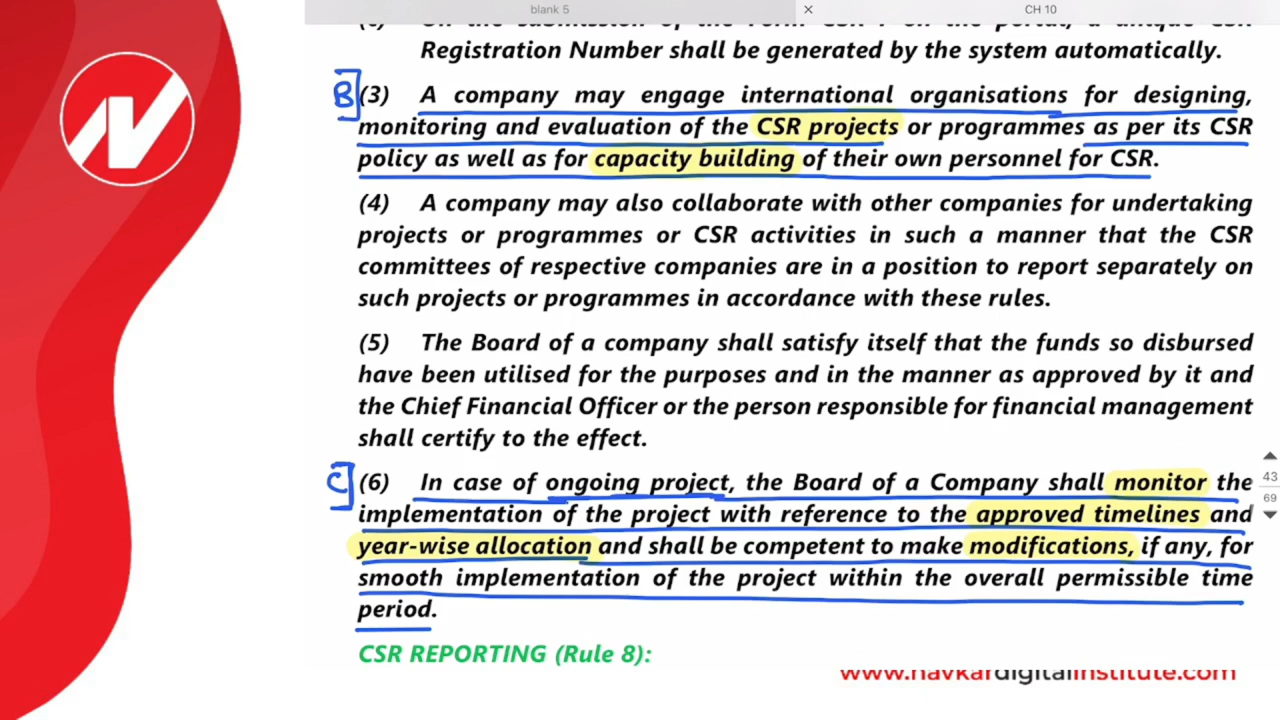 blank 5
× CH 10
Registration Number shall be generated by the system automatically.
B (3) A company may engage international organisations for designing,
monitoring and evaluation of the CSR projects or programmes as per its CSR
policy as well as for capacity building of their own personnel for CSR.
(4) A company may also collaborate with other companies for undertaking
projects or programmes or CSR activities in such a manner that the CSR
committees of respective companies are in a position to report separately on
such projects or programmes in accordance with these rules.
(5) The Board of a company shall satisfy itself that the funds so disbursed
have been utilised for the purposes and in the manner as approved by it and
the Chief Financial Officer or the person responsible for financial management
shall certify to the effect.
C (6) In case of ongoing project, the Board of a Company shall monitor the
implementation of the project with reference to the approved timelines and
year-wise allocation and shall be competent to make modifications, if any, for
smooth implementation of the project within the overall permissible time
period.
43
69
CSR REPORTING (Rule 8):
www.navkardigitalinstitute.com